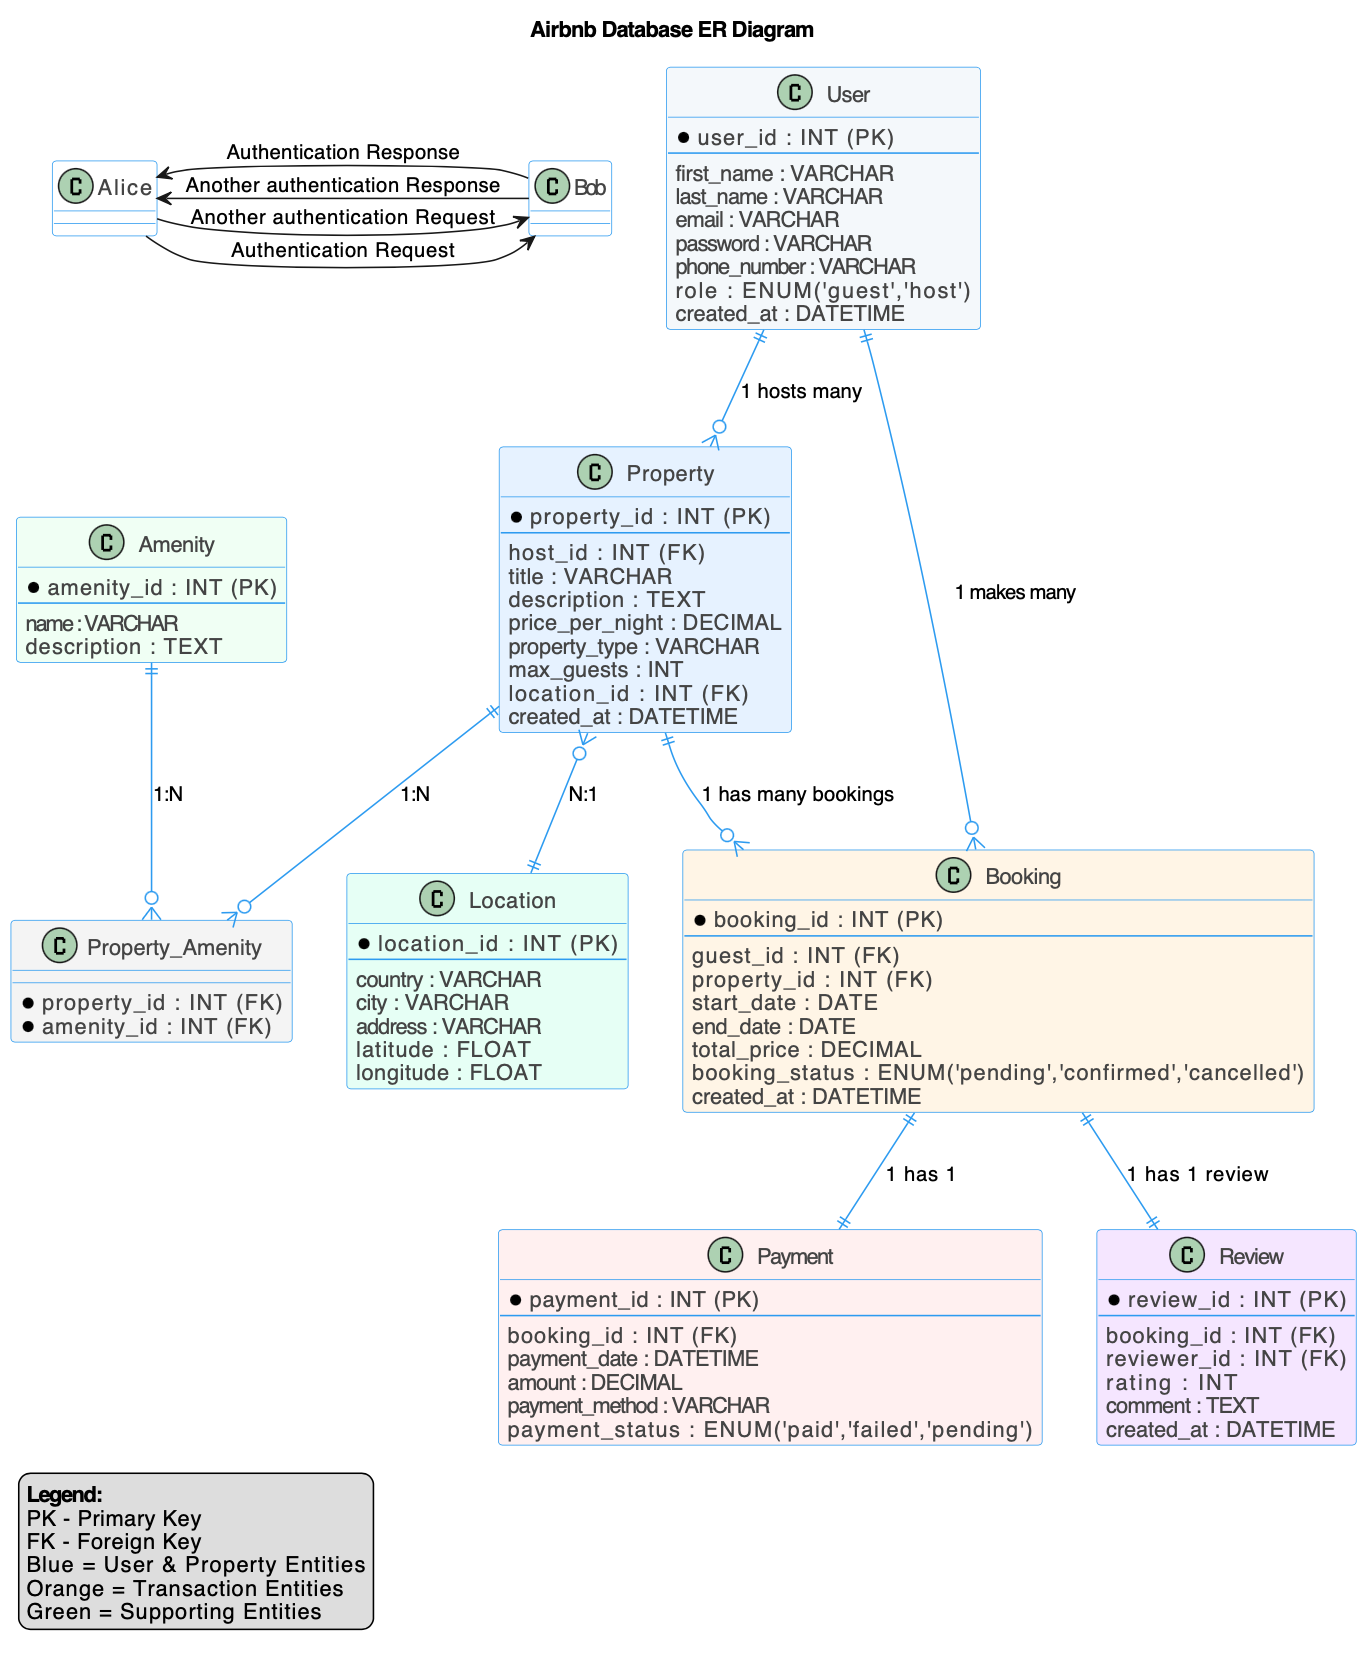 Airbnb Database ER Diagram
C User
user_id : INT (PK)
first_name : VARCHAR
last_name : VARCHAR
email : VARCHAR
password : VARCHAR
phone_number : VARCHAR
role : ENUM('guest','host')
created_at : DATETIME
Authentication Response
C Alice
C Bob
Another authentication Response
Another authentication Request
Authentication Request
1 hosts many
C Property
property_id : INT (PK)
host_id : INT (FK)
title : VARCHAR
description : TEXT
price_per_night : DECIMAL
property_type : VARCHAR
max_guests : INT
location_id : INT (FK)
created_at : DATETIME
C Amenity
amenity_id : INT (PK)
name : VARCHAR
description : TEXT
1 makes many
1:N
1:N
N:1
1 has many bookings
C Property_Amenity
property_id : INT (FK)
amenity_id : INT (FK)
C Location
location_id : INT (PK)
country : VARCHAR
city : VARCHAR
address : VARCHAR
latitude : FLOAT
longitude : FLOAT
C Booking
booking_id : INT (PK)
guest_id : INT (FK)
property_id : INT (FK)
start_date : DATE
end_date : DATE
total_price : DECIMAL
booking_status : ENUM('pending','confirmed','cancelled')
created_at : DATETIME
1 has 1
1 has 1 review
C Payment
payment_id : INT (PK)
booking_id : INT (FK)
payment_date : DATETIME
amount : DECIMAL
payment_method : VARCHAR
payment_status : ENUM('paid','failed','pending')
C Review
review_id : INT (PK)
booking_id : INT (FK)
reviewer_id : INT (FK)
rating : INT
comment : TEXT
created_at : DATETIME
Legend:
PK - Primary Key
FK - Foreign Key
Blue = User & Property Entities
Orange = Transaction Entities
Green = Supporting Entities